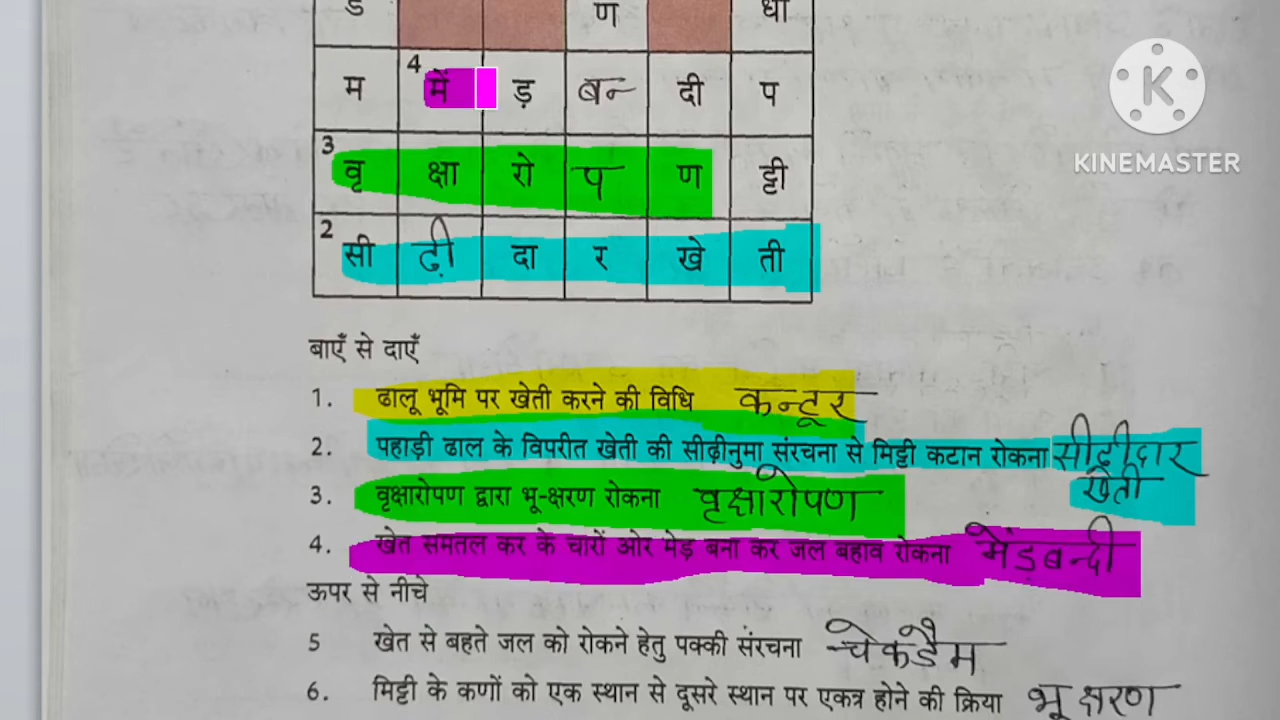 ड ण धा
म 4 में ड़ बन् दी प
3 वृ क्षा रो प ण ट्टी
2 सी ढ़ी दा र खे ती
K
KINEMASTER
बाएँ से दाएँ
1. ढालू भूमि पर खेती करने की विधि कन्टूर
2. पहाड़ी ढाल के विपरीत खेती की सीढ़ीनुमा संरचना से मिट्टी कटान रोकना सीढ़ीदार
खेती
3. वृक्षारोपण द्वारा भू-क्षरण रोकना वृक्षारोपण
4. खेत समतल कर के चारों ओर मेड़ बना कर जल बहाव रोकना मेंड़बन्दी
ऊपर से नीचे
5 खेत से बहते जल को रोकने हेतु पक्की संरचना चेकडैम
6. मिट्टी के कणों को एक स्थान से दूसरे स्थान पर एकत्र होने की क्रिया भू क्षरण